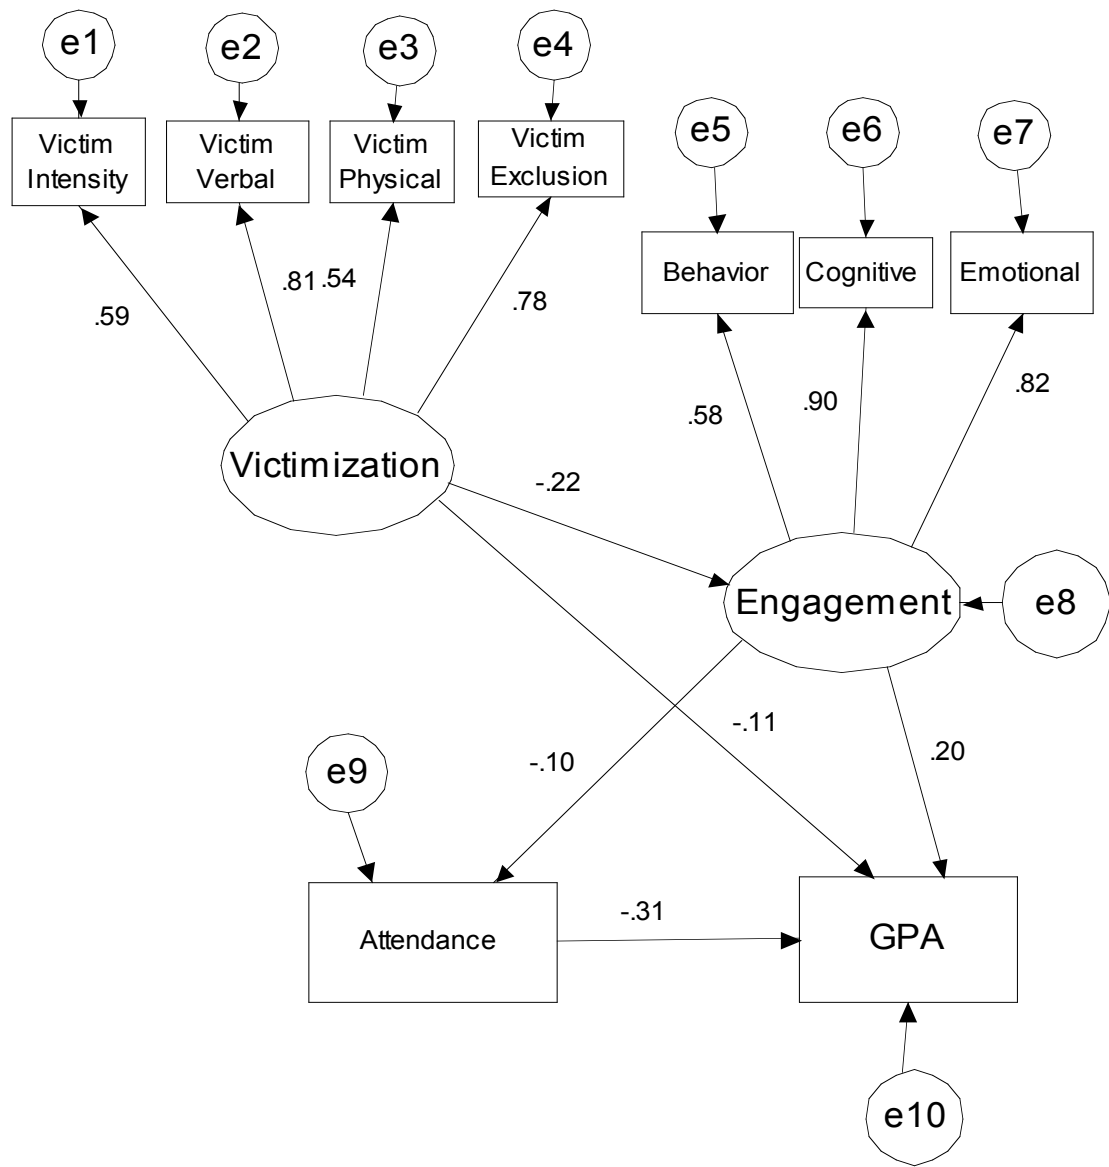 e1
e2
e3
e4
Victim
Intensity
Victim
Verbal
Victim
Physical
Victim
Exclusion
e5
e6
e7
Behavior
Cognitive
Emotional
.59
.81
.54
.78
.58
.90
.82
Victimization
-.22
Engagement
e8
-.11
-.10
.20
e9
Attendance
-.31
GPA
e10